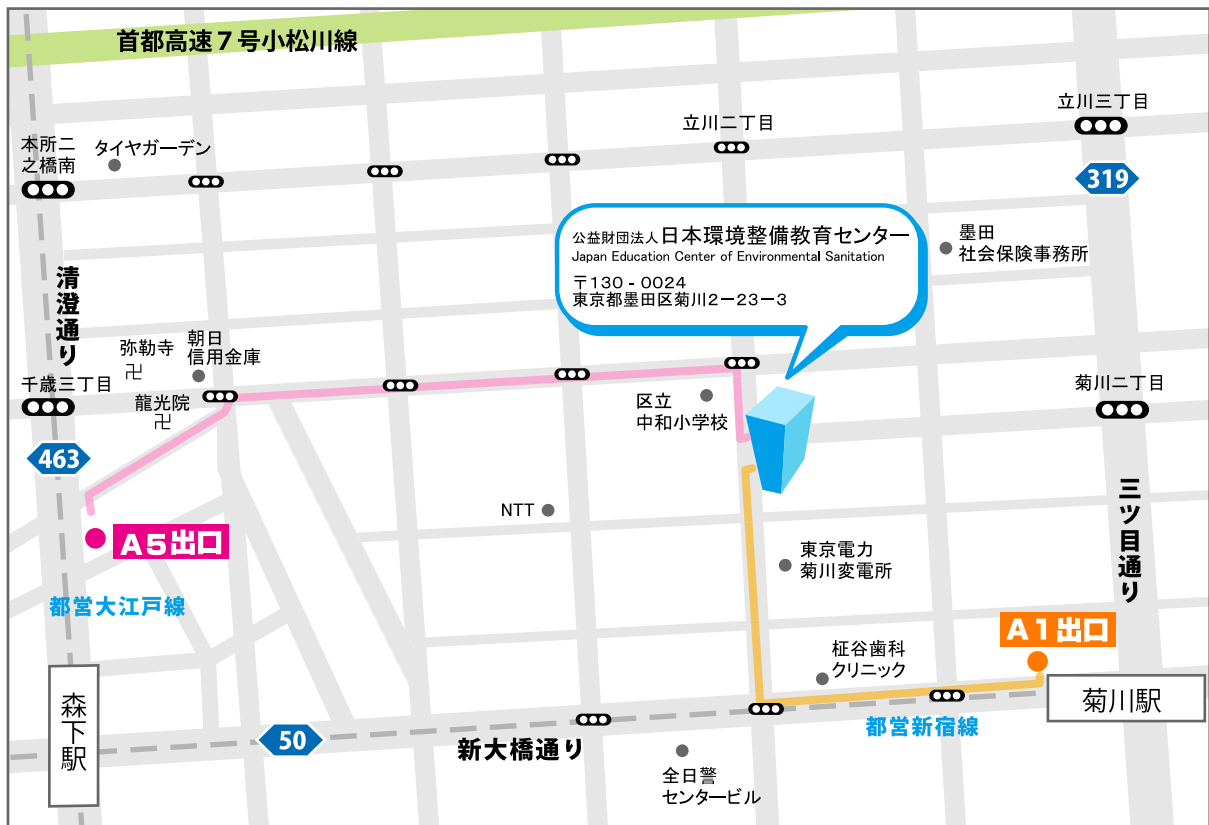 首都高速7号小松川線
立川三丁目
立川二丁目
本所二
之橋南
タイヤガーデン
319
公益財団法人日本環境整備教育センター
Japan Education Center of Environmental Sanitation
〒130-0024
東京都墨田区菊川2-23-3
墨田
社会保険事務所
清澄通り
弥勒寺
卍
朝日
信用金庫
千歳三丁目
龍光院
卍
区立
中和小学校
菊川二丁目
463
三ツ目通り
NTT
A5出口
東京電力
菊川変電所
都営大江戸線
A1出口
柾谷歯科
クリニック
森下駅
菊川駅
都営新宿線
50
新大橋通り
全日警
センタービル